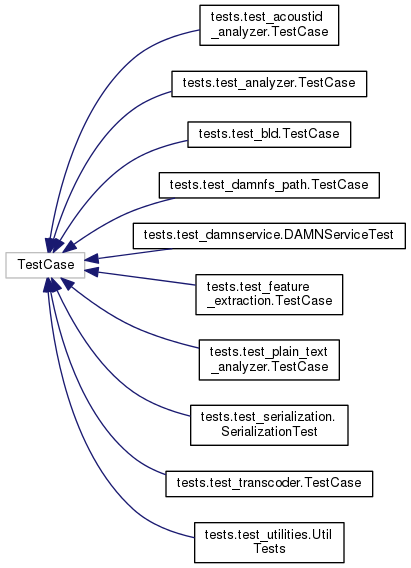 tests.test_acoustid
_analyzer.TestCase
tests.test_analyzer.TestCase
tests.test_bld.TestCase
tests.test_damnfs_path.TestCase
tests.test_damnservice.DAMNServiceTest
TestCase
tests.test_feature
_extraction.TestCase
tests.test_plain_text
_analyzer.TestCase
tests.test_serialization.
SerializationTest
tests.test_transcoder.TestCase
tests.test_utilities.Util
Tests